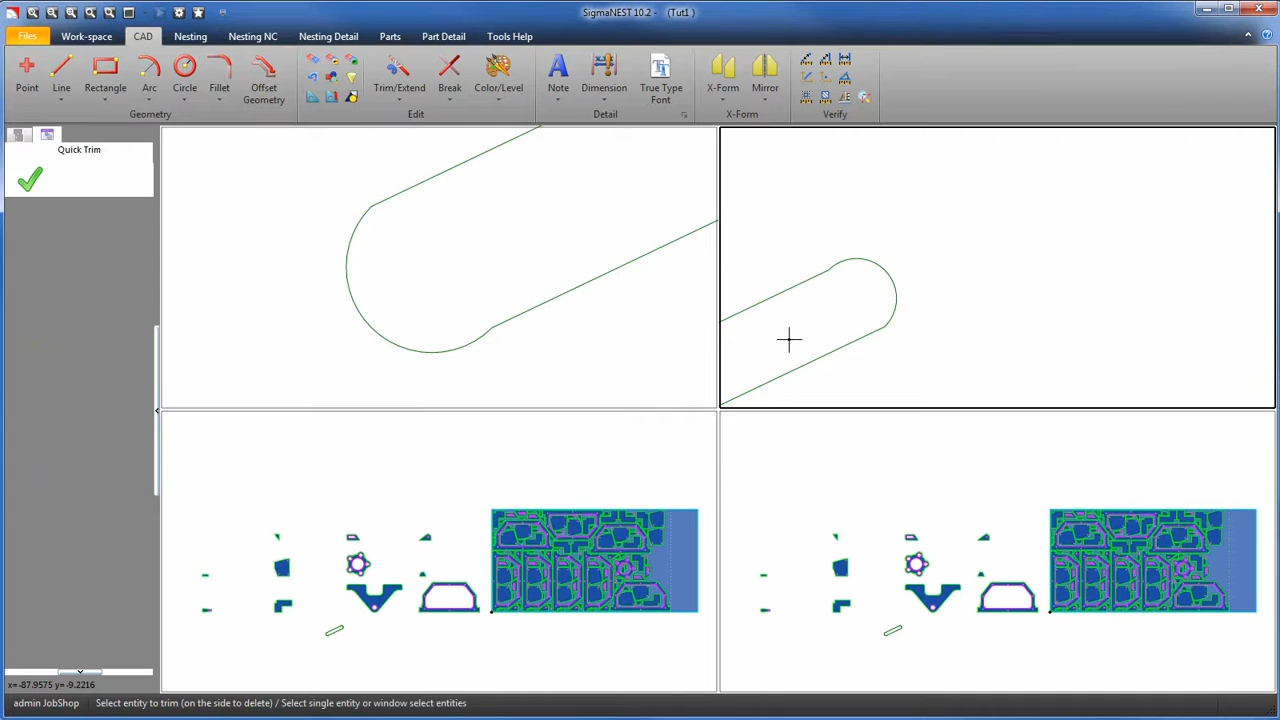 SigmaNEST 10.2 - (Tut1 )
Files Work-space CAD Nesting Nesting NC Nesting Detail Parts Part Detail Tools Help
Point Line Rectangle Arc Circle Fillet Offset Geometry Trim/Extend Break Color/Level Note Dimension True Type Font X-Form Mirror
Geometry Edit Detail X-Form Verify
Quick Trim
x=-87.9575 y=-9.2216
admin JobShop Select entity to trim (on the side to delete) / Select single entity or window select entities